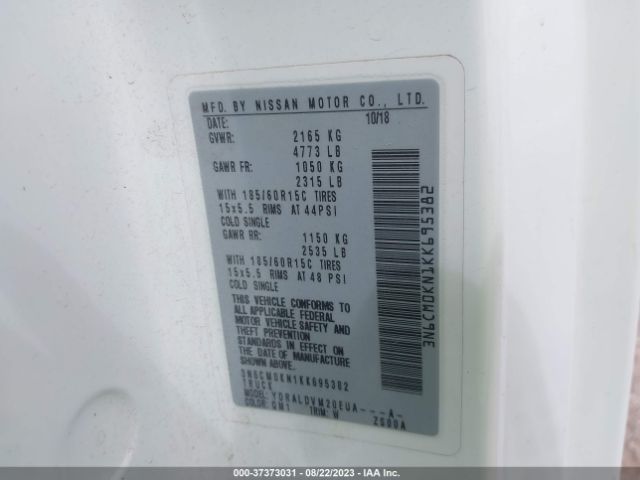 MFD. BY NISSAN MOTOR CO., LTD.
DATE: 10/18
GVWR: 2165 KG
4773 LB
GAWR FR: 1050 KG
2315 LB
WITH 185/60R15C TIRES
15x5.5 RIMS AT 44PSI
COLD SINGLE
GAWR RR: 1150 KG
2535 LB
WITH 185/60R15C TIRES
15x5.5 RIMS AT 48 PSI
COLD SINGLE
THIS VEHICLE CONFORMS TO
ALL APPLICABLE FEDERAL
MOTOR VEHICLE SAFETY AND
THEFT PREVENTION
STANDARDS IN EFFECT ON
THE DATE OF MANUFACTURE
SHOWN ABOVE.
3N6CM0KN1KK695382
TRUCK
YDRALDVM20EUA---A-
COLOR: QM1 TRIM: W Z500A
3N6CM0KN1KK695382
000-37373031 - 08/22/2023 - IAA Inc.